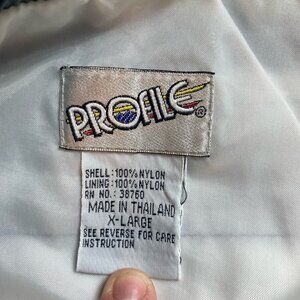 PROFILE®
SHELL: 100% NYLON
LINING: 100% NYLON
RN NO.: 38760
MADE IN THAILAND
X-LARGE
SEE REVERSE FOR CARE
INSTRUCTION